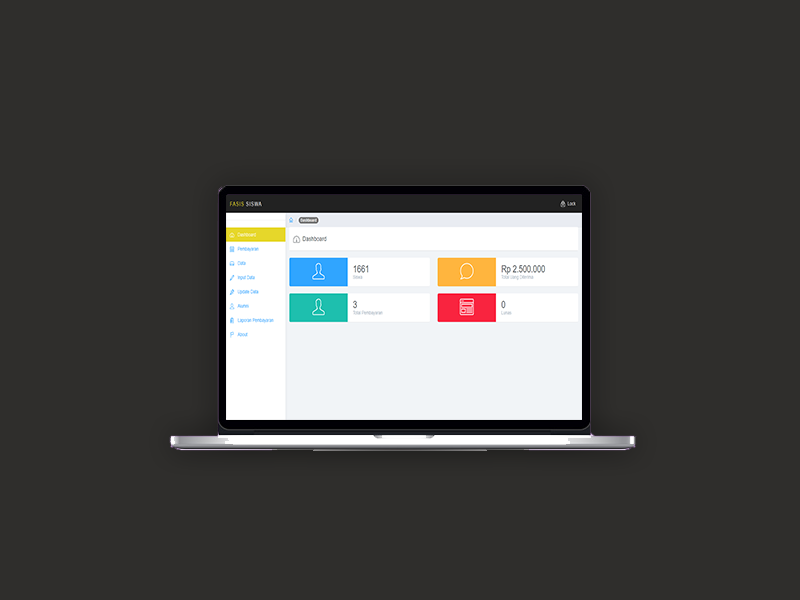 FASIS SISWA
Lock
Dashboard
Dashboard
Pembayaran
Data
Input Data
Update Data
Laporan Pembayaran
About
Dashboard
1661
Siswa
Rp 2.500.000
Total Uang Diterima
3
Total Pembayaran
0
Lunas